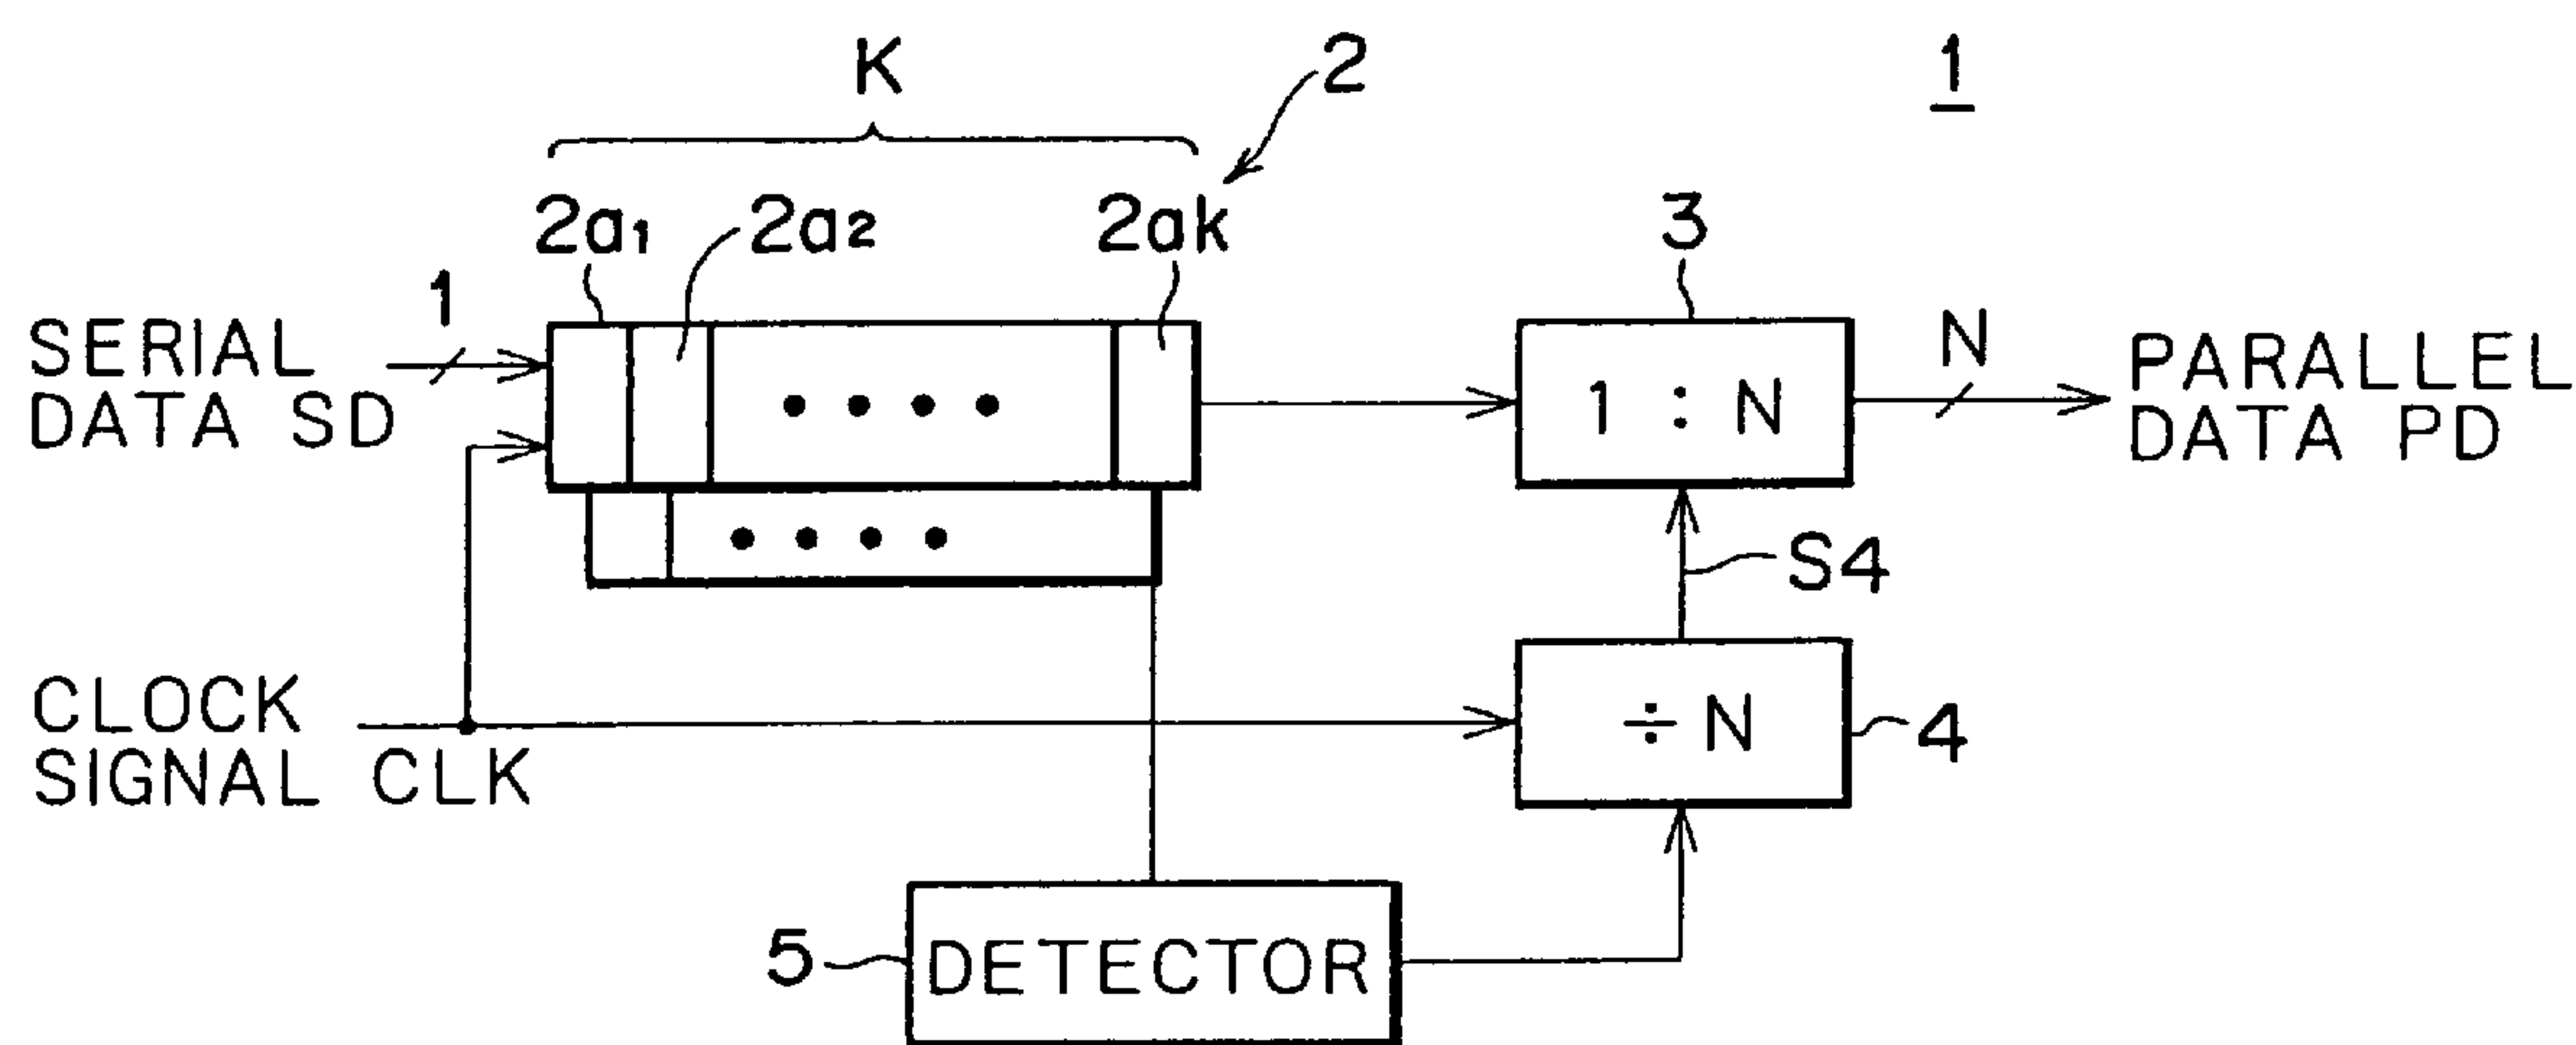 K
2
1
2a1
2a2
2ak
3
1
SERIAL
DATA SD
1 : N
N
PARALLEL
DATA PD
S4
CLOCK
SIGNAL CLK
÷ N
4
5
DETECTOR